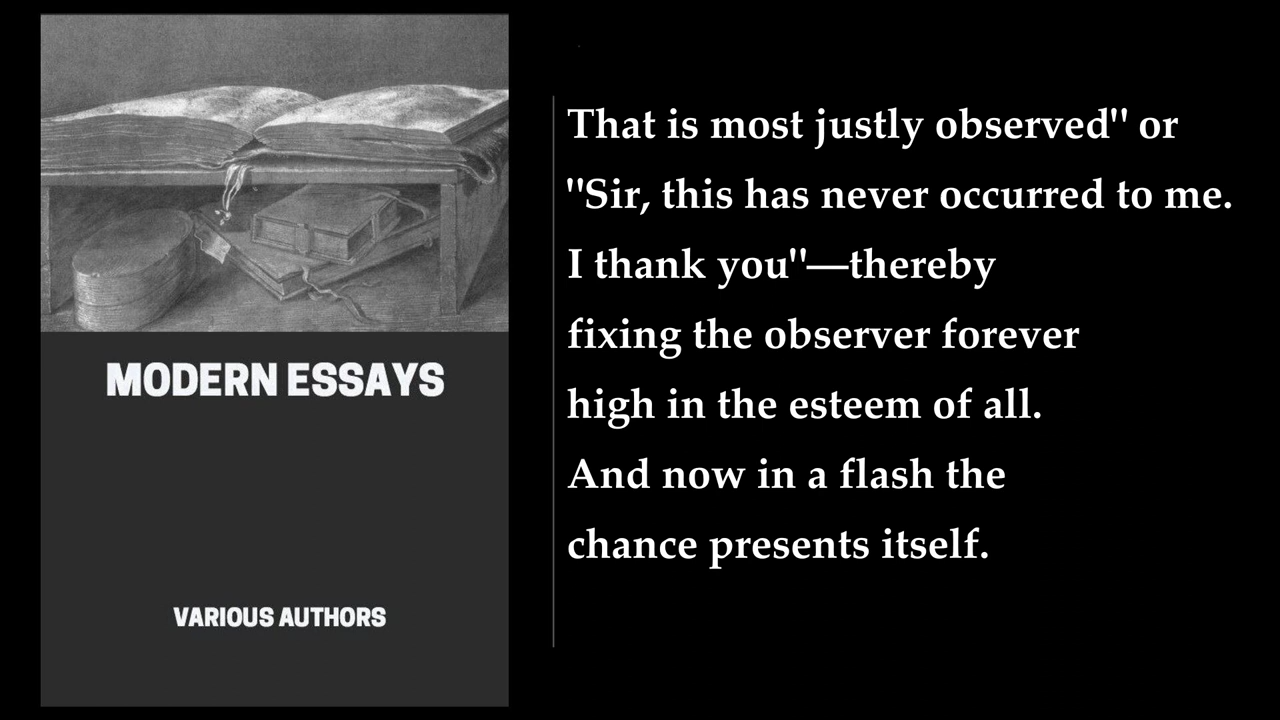 MODERN ESSAYS
VARIOUS AUTHORS
That is most justly observed" or
"Sir, this has never occurred to me.
I thank you"—thereby
fixing the observer forever
high in the esteem of all.
And now in a flash the
chance presents itself.